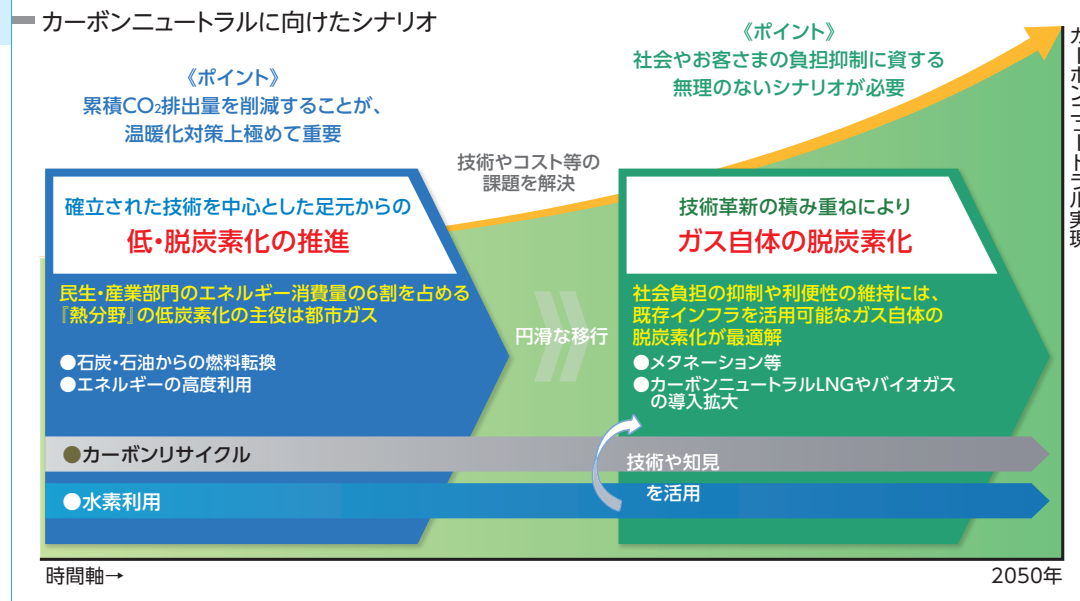 カーボンニュートラルに向けたシナリオ
《ポイント》
累積CO₂排出量を削減することが、
温暖化対策上極めて重要
《ポイント》
社会やお客さまの負担抑制に資する
無理のないシナリオが必要
技術やコスト等の
課題を解決
カーボンニュートラル実現
確立された技術を中心とした足元からの
低・脱炭素化の推進
民生・産業部門のエネルギー消費量の6割を占める
『熱分野』の低炭素化の主役は都市ガス
●石炭・石油からの燃料転換
●エネルギーの高度利用
円滑な移行
技術革新の積み重ねにより
ガス自体の脱炭素化
社会負担の抑制や利便性の維持には、
既存インフラを活用可能なガス自体の
脱炭素化が最適解
●メタネーション等
●カーボンニュートラルLNGやバイオガス
の導入拡大
●カーボンリサイクル
●水素利用
技術や知見
を活用
時間軸→
2050年